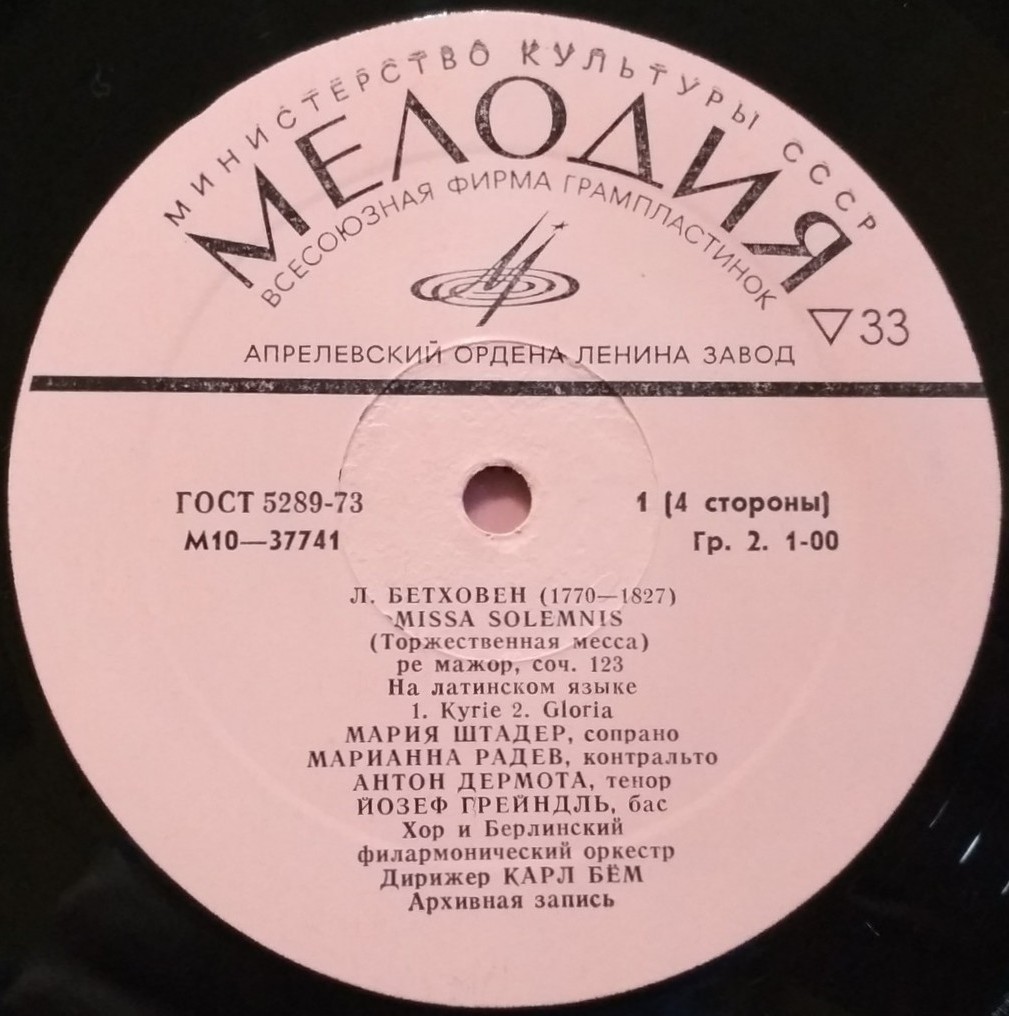 МИНИСТЕРСТВО КУЛЬТУРЫ СССР
МЕЛОДИЯ
ВСЕСОЮЗНАЯ ФИРМА ГРАМПЛАСТИНОК
▽33
АПРЕЛЕВСКИЙ ОРДЕНА ЛЕНИНА ЗАВОД
ГОСТ 5289-73
1 (4 стороны)
М10—37741
Гр. 2. 1-00
Л. БЕТХОВЕН (1770—1827)
MISSA SOLEMNIS
(Торжественная месса)
ре мажор, соч. 123
На латинском языке
1. Kyrie 2. Gloria
МАРИЯ ШТАДЕР, сопрано
МАРИАННА РАДЕВ, контральто
АНТОН ДЕРМОТА, тенор
ЙОЗЕФ ГРЕЙНДЛЬ, бас
Хор и Берлинский
филармонический оркестр
Дирижер КАРЛ БЁМ
Архивная запись